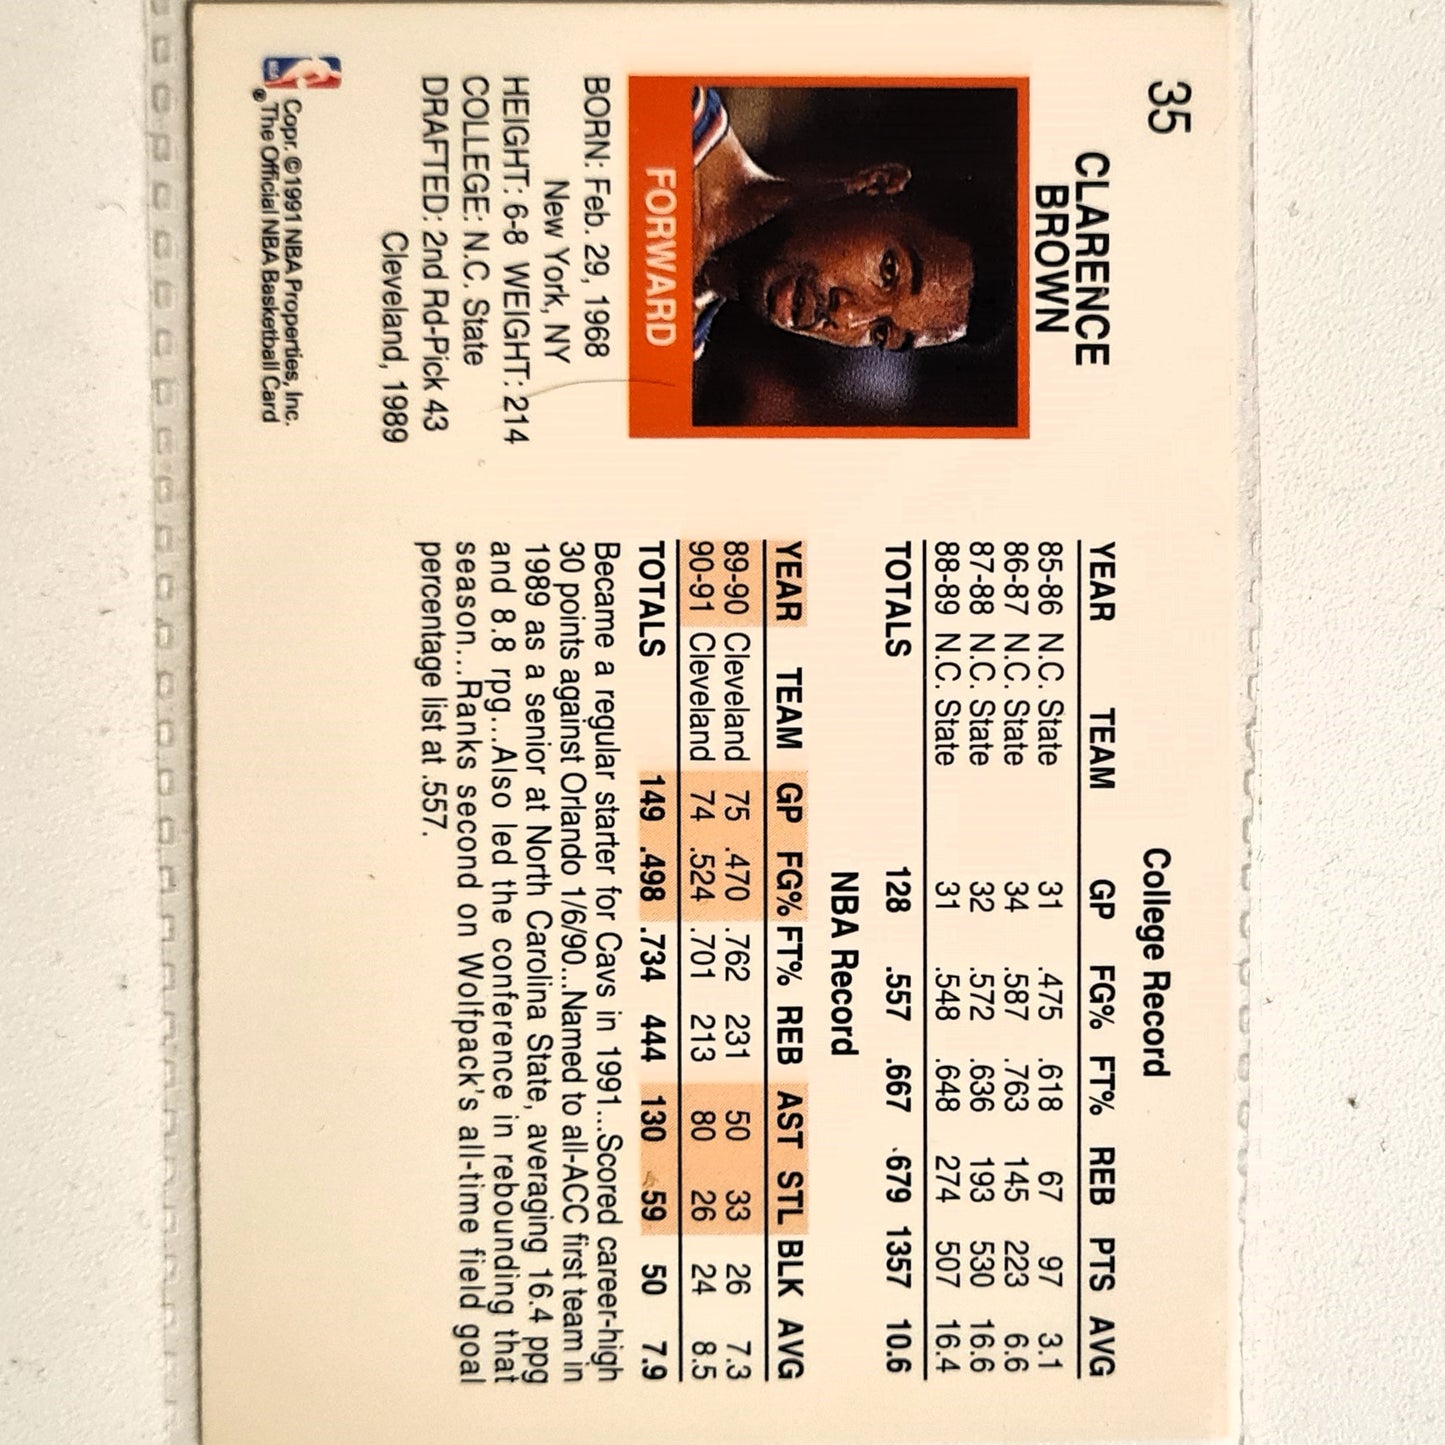 35
CLARENCE
BROWN
FORWARD
BORN: Feb. 29, 1968
New York, NY
HEIGHT: 6-8 WEIGHT: 214
COLLEGE: N.C. State
DRAFTED: 2nd Rd-Pick 43
Cleveland, 1989
Copr. ©1991 NBA Properties, Inc.
® The Official NBA Basketball Card
College Record
YEAR TEAM GP FG% FT% REB PTS AVG
85-86 N.C. State 31 .475 .618 67 97 3.1
86-87 N.C. State 34 .587 .763 145 223 6.6
87-88 N.C. State 32 .572 .636 193 530 16.6
88-89 N.C. State 31 .548 .648 274 507 16.4
TOTALS 128 .557 .667 679 1357 10.6
NBA Record
YEAR TEAM GP FG% FT% REB AST STL BLK AVG
89-90 Cleveland 75 .470 .762 231 50 33 26 7.3
90-91 Cleveland 74 .524 .701 213 80 26 24 8.5
TOTALS 149 .498 .734 444 130 59 50 7.9
Became a regular starter for Cavs in 1991...Scored career-high
30 points against Orlando 1/6/90...Named to all-ACC first team in
1989 as a senior at North Carolina State, averaging 16.4 ppg
and 8.8 rpg...Also led the conference in rebounding that
season...Ranks second on Wolfpack's all-time field goal
percentage list at .557.